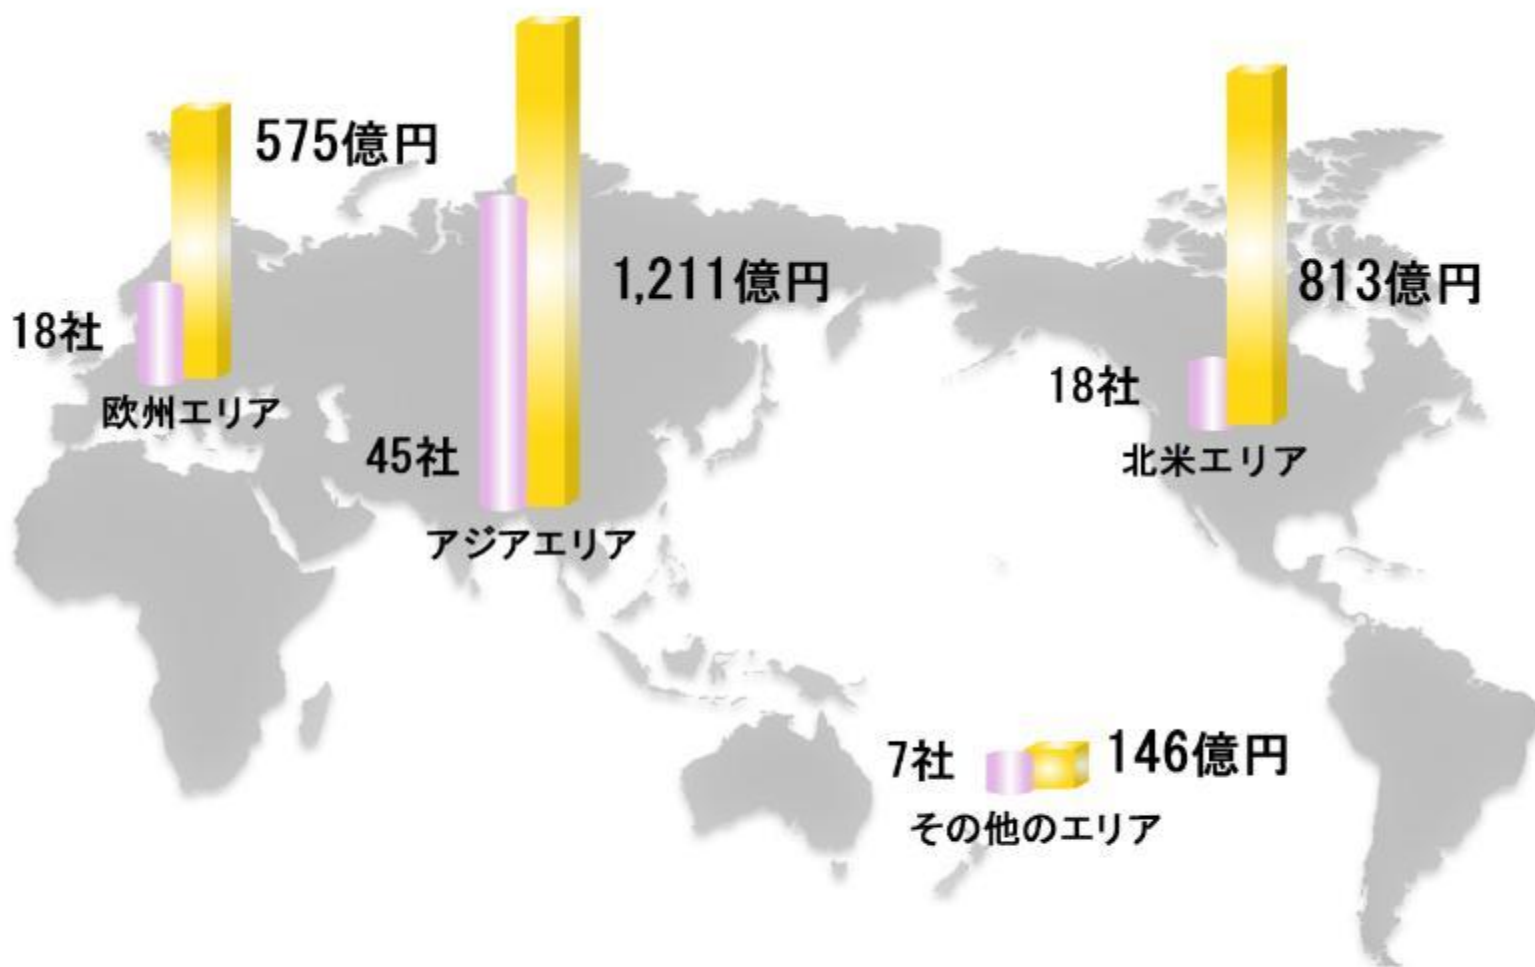 575億円
18社
欧州エリア
1,211億円
45社
アジアエリア
813億円
18社
北米エリア
7社
146億円
その他のエリア